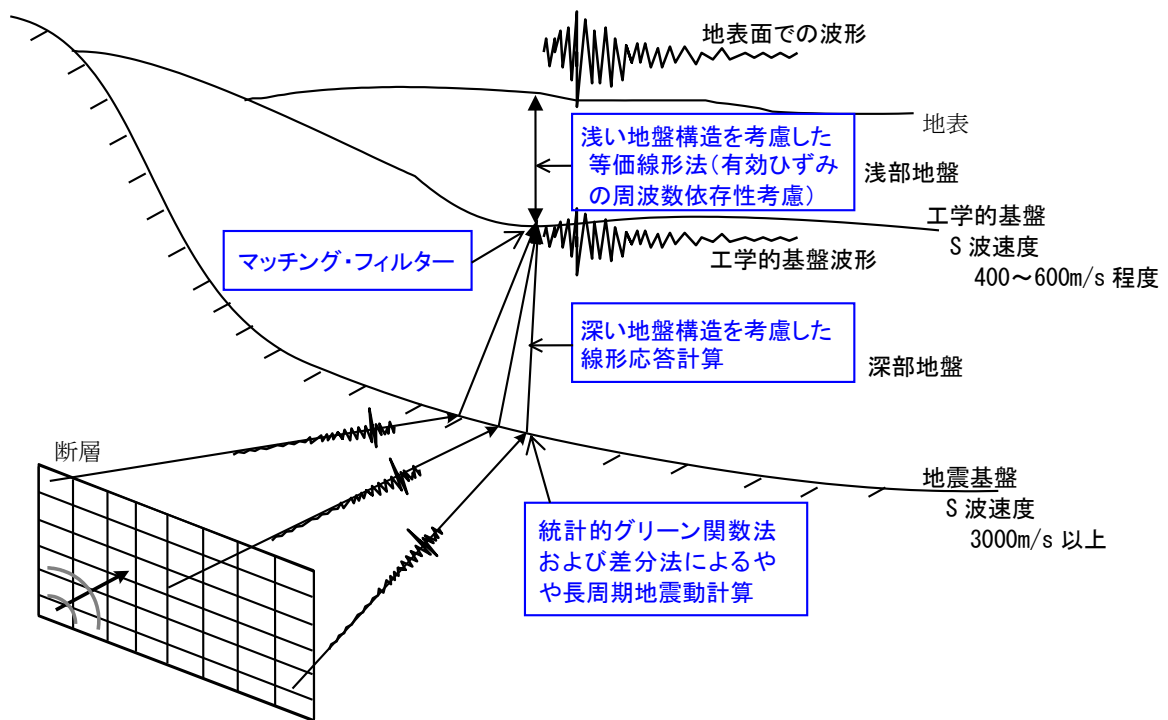 地表面での波形
地表
浅い地盤構造を考慮した
等価線形法（有効ひずみ
の周波数依存性考慮）
浅部地盤
工学的基盤
S 波速度
400～600m/s 程度
マッチング・フィルター
工学的基盤波形
深い地盤構造を考慮した
線形応答計算
深部地盤
断層
地震基盤
S 波速度
3000m/s 以上
統計的グリーン関数法
および差分法によるや
や長周期地震動計算